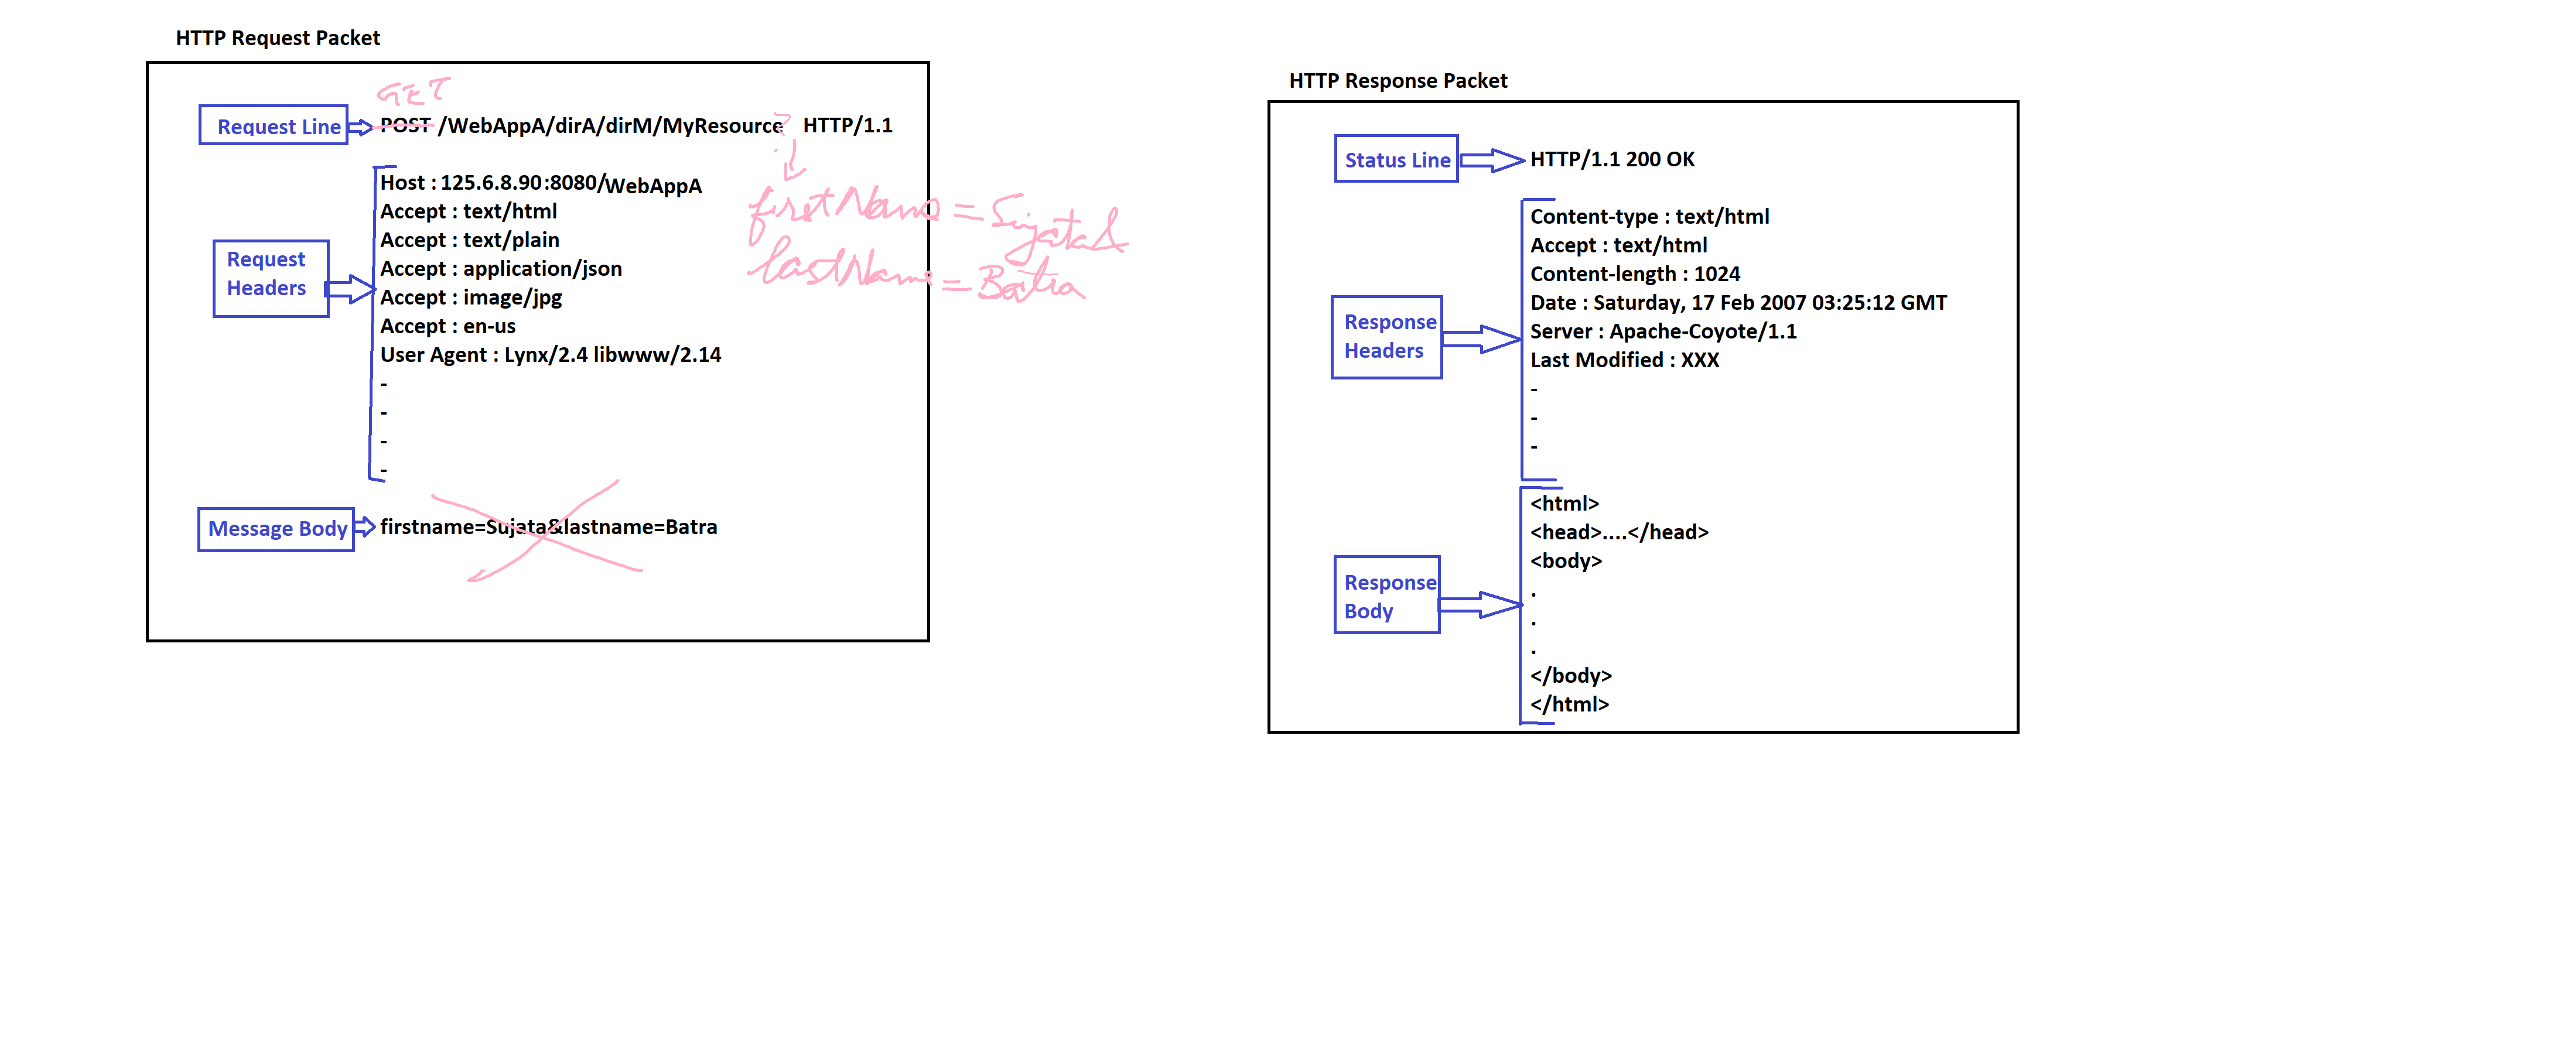 HTTP Request Packet
GET
Request Line
POST /WebAppA/dirA/dirM/MyResource ? HTTP/1.1
firstName = Sujata &
lastName = Batra
Request
Headers
Host : 125.6.8.90:8080/WebAppA
Accept : text/html
Accept : text/plain
Accept : application/json
Accept : image/jpg
Accept : en-us
User Agent : Lynx/2.4 libwww/2.14
-
-
-
-
Message Body
firstname=Sujata&lastname=Batra
HTTP Response Packet
Status Line
HTTP/1.1 200 OK
Response
Headers
Content-type : text/html
Accept : text/html
Content-length : 1024
Date : Saturday, 17 Feb 2007 03:25:12 GMT
Server : Apache-Coyote/1.1
Last Modified : XXX
-
-
-
Response
Body
<html>
<head>....</head>
<body>
.
.
.
</body>
</html>